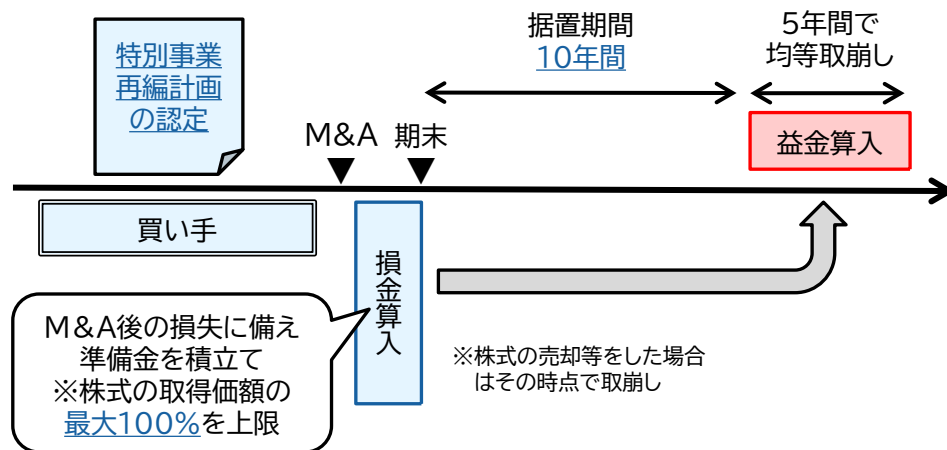 特別事業
再編計画
の認定
据置期間
10年間
5年間で
均等取崩し
M&A
期末
益金算入
買い手
損金算入
M&A後の損失に備え
準備金を積立て
※株式の取得価額の
最大100%を上限
※株式の売却等をした場合
はその時点で取崩し